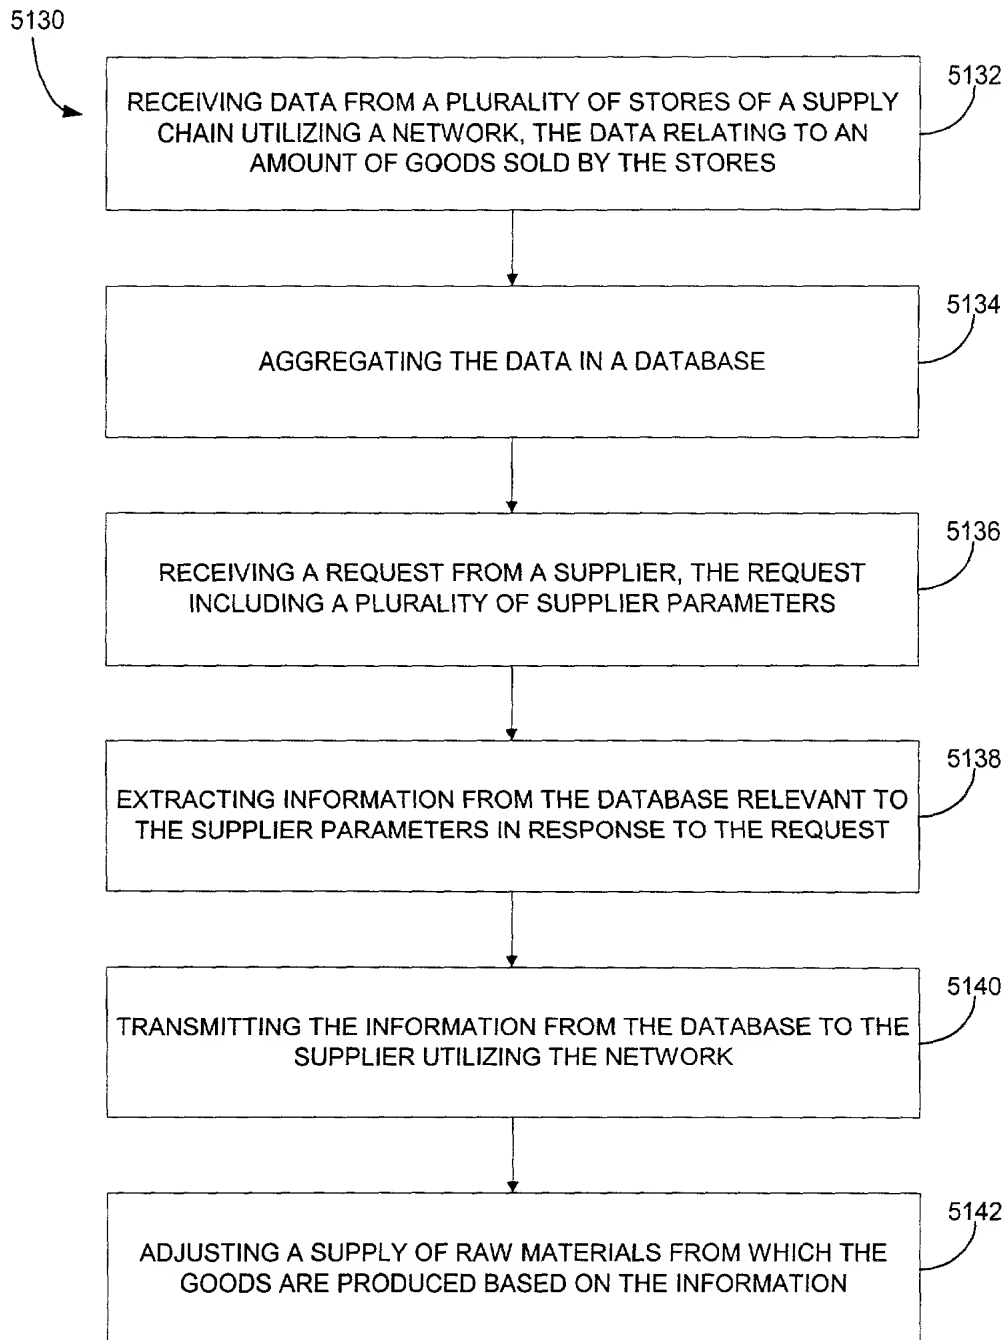 5130
5132
RECEIVING DATA FROM A PLURALITY OF STORES OF A SUPPLY
CHAIN UTILIZING A NETWORK, THE DATA RELATING TO AN
AMOUNT OF GOODS SOLD BY THE STORES
5134
AGGREGATING THE DATA IN A DATABASE
5136
RECEIVING A REQUEST FROM A SUPPLIER, THE REQUEST
INCLUDING A PLURALITY OF SUPPLIER PARAMETERS
5138
EXTRACTING INFORMATION FROM THE DATABASE RELEVANT TO
THE SUPPLIER PARAMETERS IN RESPONSE TO THE REQUEST
5140
TRANSMITTING THE INFORMATION FROM THE DATABASE TO THE
SUPPLIER UTILIZING THE NETWORK
5142
ADJUSTING A SUPPLY OF RAW MATERIALS FROM WHICH THE
GOODS ARE PRODUCED BASED ON THE INFORMATION